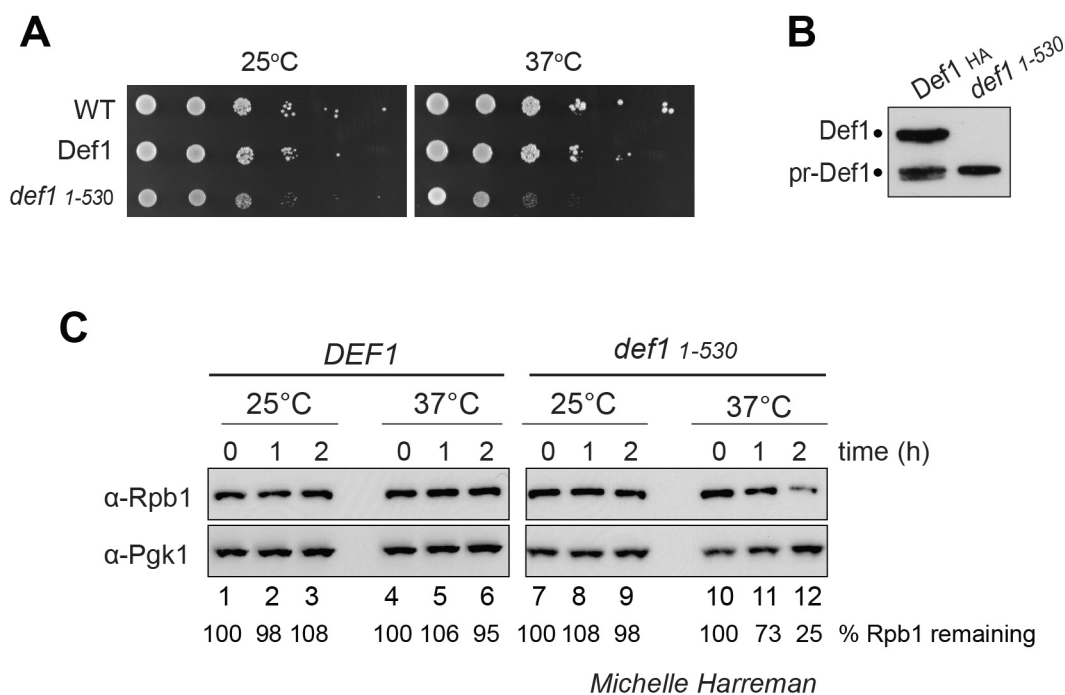 A
25°C 37°C
WT
Def1
def1 1-530
B
Def1 HA def1 1-530
Def1•
pr-Def1•
C
DEF1 def1 1-530
25°C 37°C 25°C 37°C
0 1 2 0 1 2 0 1 2 0 1 2 time (h)
α-Rpb1
α-Pgk1
1 2 3 4 5 6 7 8 9 10 11 12
100 98 108 100 106 95 100 108 98 100 73 25 % Rpb1 remaining
Michelle Harreman